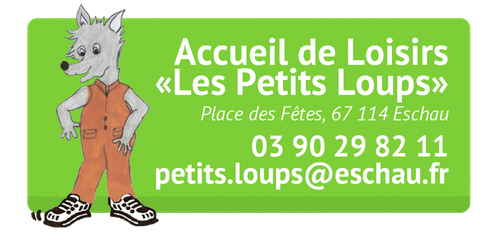 Accueil de Loisirs
«Les Petits Loups»
Place des Fêtes, 67 114 Eschau
03 90 29 82 11
petits.loups@eschau.fr